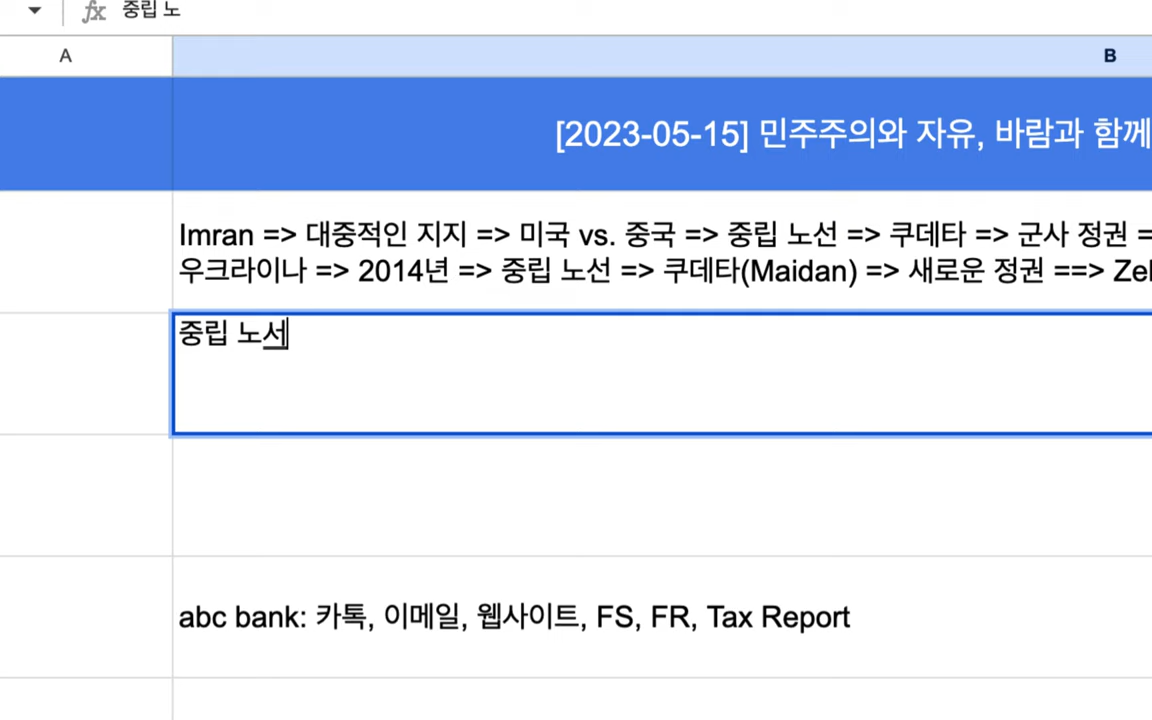 fx 중립 노
A B
[2023-05-15] 민주주의와 자유, 바람과 함께
Imran => 대중적인 지지 => 미국 vs. 중국 => 중립 노선 => 쿠데타 => 군사 정권 =
우크라이나 => 2014년 => 중립 노선 => 쿠데타(Maidan) => 새로운 정권 ==> Zel
중립 노서
abc bank: 카톡, 이메일, 웹사이트, FS, FR, Tax Report